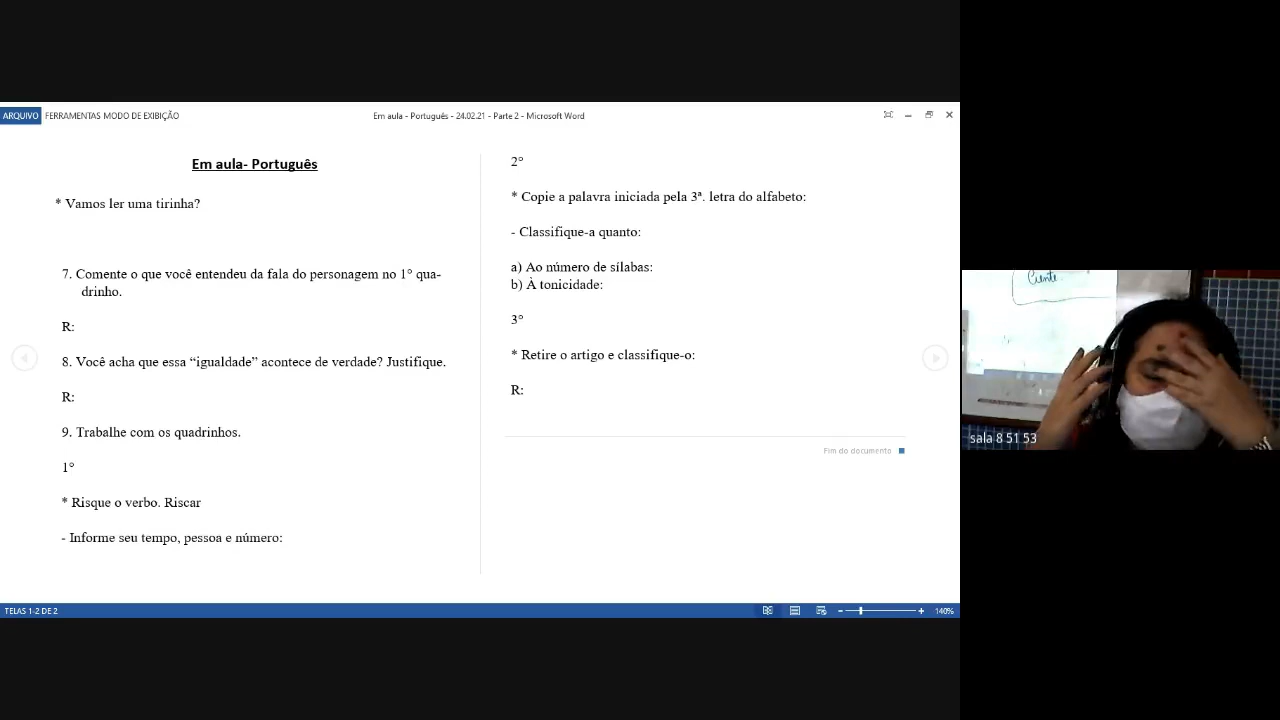 ARQUIVO FERRAMENTAS MODO DE EXIBIÇÃO
Em aula - Português - 24.02.21 - Parte 2 - Microsoft Word
Em aula- Português
* Vamos ler uma tirinha?
7. Comente o que você entendeu da fala do personagem no 1° qua-
drinho.
R:
8. Você acha que essa “igualdade” acontece de verdade? Justifique.
R:
9. Trabalhe com os quadrinhos.
1°
* Risque o verbo. Riscar
- Informe seu tempo, pessoa e número:
2°
* Copie a palavra iniciada pela 3ª. letra do alfabeto:
- Classifique-a quanto:
a) Ao número de sílabas:
b) À tonicidade:
3°
* Retire o artigo e classifique-o:
R:
Fim do documento
TELAS 1-2 DE 2
140%
Ciente
sala 8 51 53